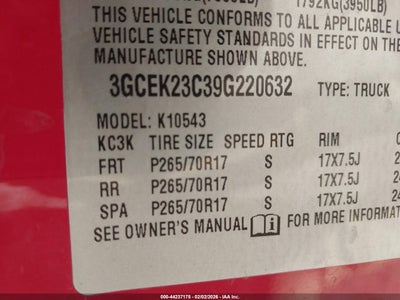 1792KG(3950LB)
THIS VEHICLE CONFORMS TO ALL APPLICABLE
VEHICLE SAFETY STANDARDS IN EFFECT ON THE
SHOWN ABOVE.
3GCEK23C39G220632 TYPE: TRUCK
MODEL: K10543
KC3K TIRE SIZE SPEED RTG RIM
FRT P265/70R17 S 17X7.5J
RR P265/70R17 S 17X7.5J
SPA P265/70R17 S 17X7.5J
SEE OWNER'S MANUAL FOR MORE INFORMAT
000-44237175 - 02/02/2026 - IAA Inc.